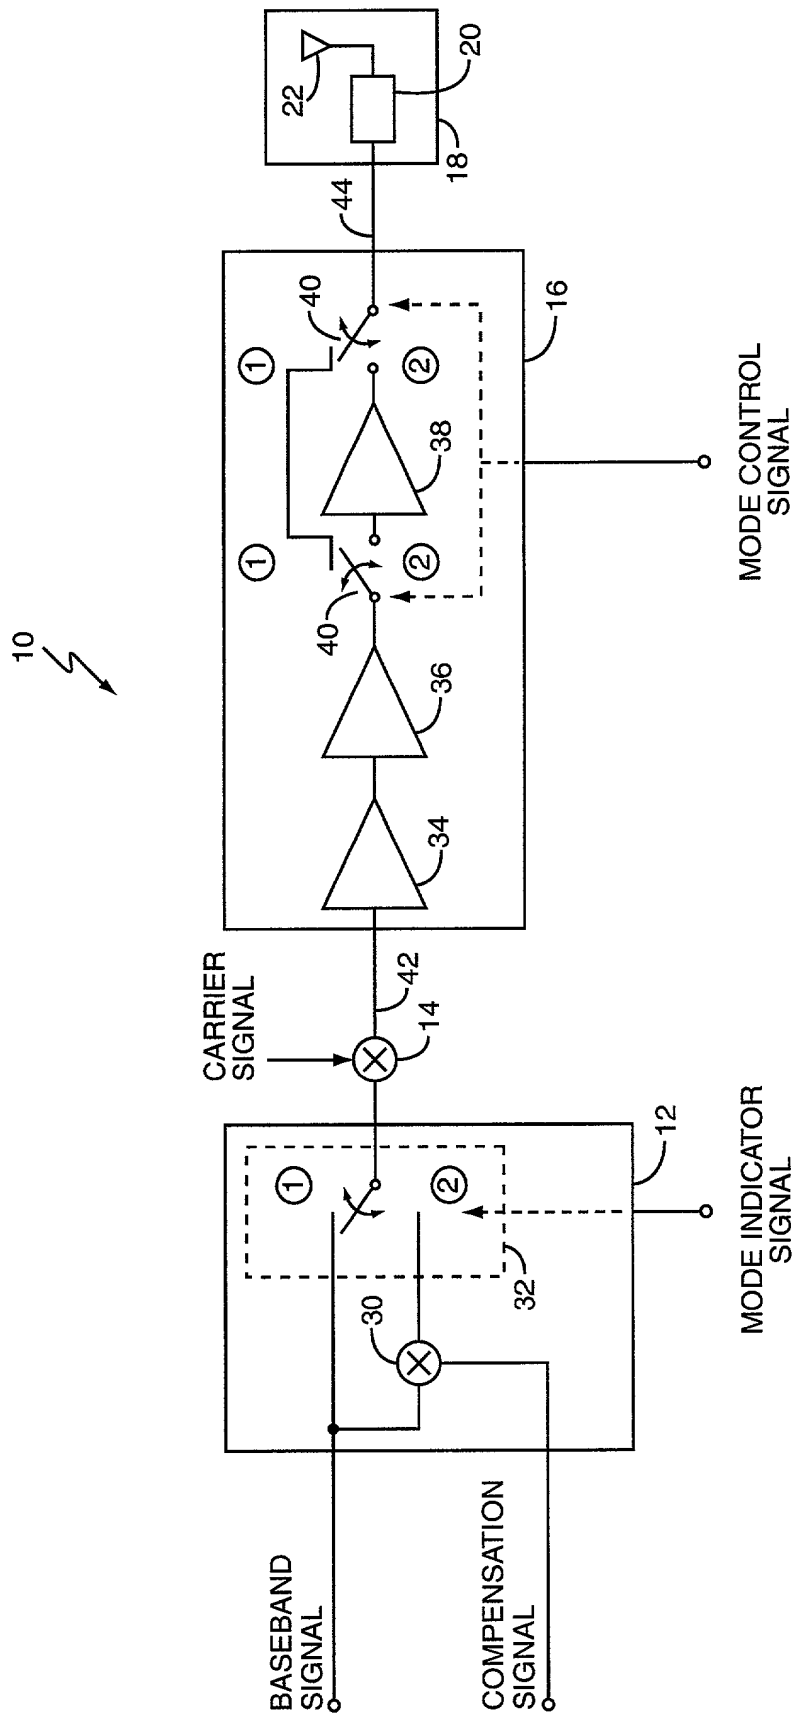 10
BASEBAND
SIGNAL
COMPENSATION
SIGNAL
30
32
1
2
12
MODE INDICATOR
SIGNAL
CARRIER
SIGNAL
14
42
34
36
40
1
2
38
40
1
2
16
MODE CONTROL
SIGNAL
44
18
20
22